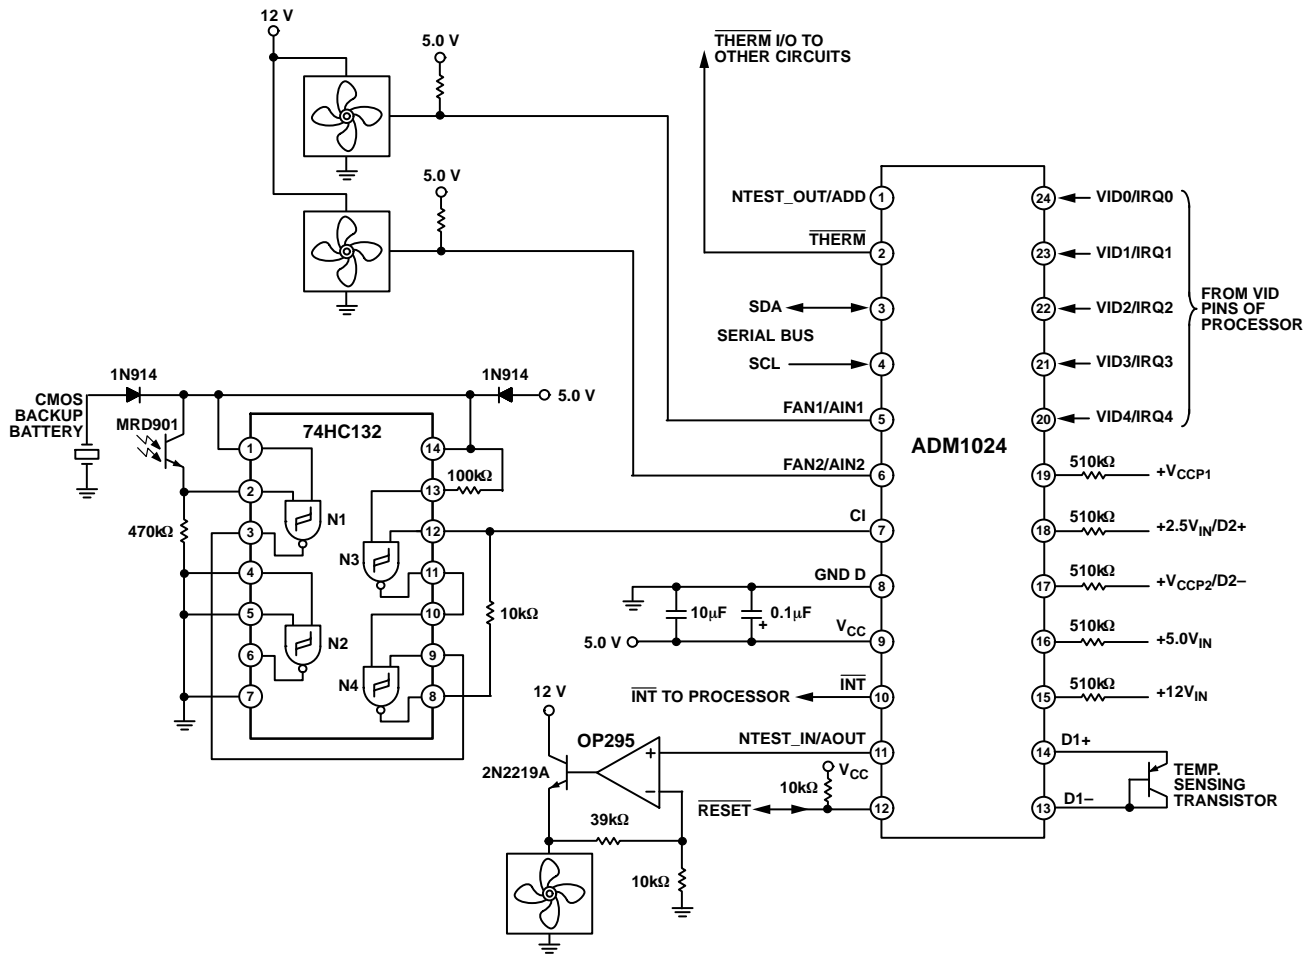 12 V
5.0 V
THERM I/O TO
OTHER CIRCUITS
5.0 V
NTEST_OUT/ADD
1
THERM
2
SDA
3
SERIAL BUS
SCL
4
FAN1/AIN1
5
FAN2/AIN2
6
CI
7
GND D
8
10μF
0.1μF
+
5.0 V
VCC
9
INT TO PROCESSOR
INT
10
NTEST_IN/AOUT
11
VCC
10kΩ
RESET
12
ADM1024
24
VID0/IRQ0
23
VID1/IRQ1
22
VID2/IRQ2
21
VID3/IRQ3
20
VID4/IRQ4
FROM VID
PINS OF
PROCESSOR
19
510kΩ
+VCCP1
18
510kΩ
+2.5VIN/D2+
17
510kΩ
+VCCP2/D2–
16
510kΩ
+5.0VIN
15
510kΩ
+12VIN
14
D1+
13
D1–
TEMP.
SENSING
TRANSISTOR
1N914
1N914
5.0 V
CMOS
BACKUP
BATTERY
MRD901
470kΩ
74HC132
1
2
3
4
5
6
7
14
13
12
11
10
9
8
N1
N2
N3
N4
100kΩ
10kΩ
12 V
OP295
+
–
2N2219A
39kΩ
10kΩ